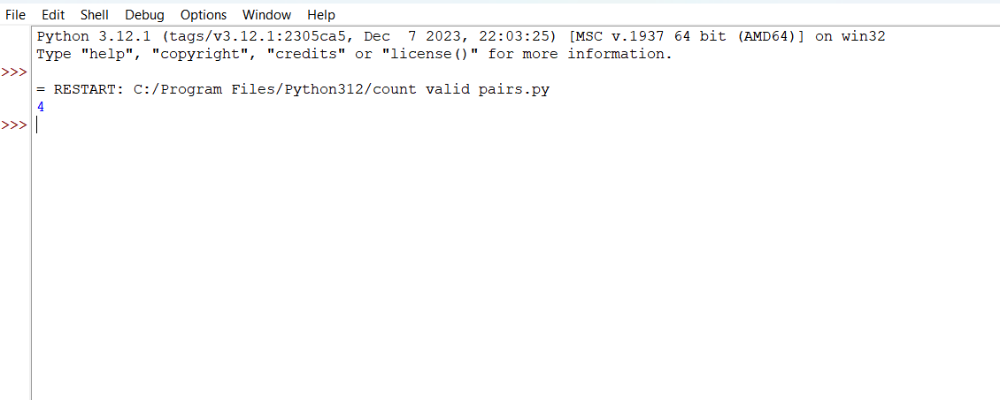 File Edit Shell Debug Options Window Help
Python 3.12.1 (tags/v3.12.1:2305ca5, Dec  7 2023, 22:03:25) [MSC v.1937 64 bit (AMD64)] on win32
Type "help", "copyright", "credits" or "license()" for more information.
>>>
= RESTART: C:/Program Files/Python312/count valid pairs.py
4
>>>